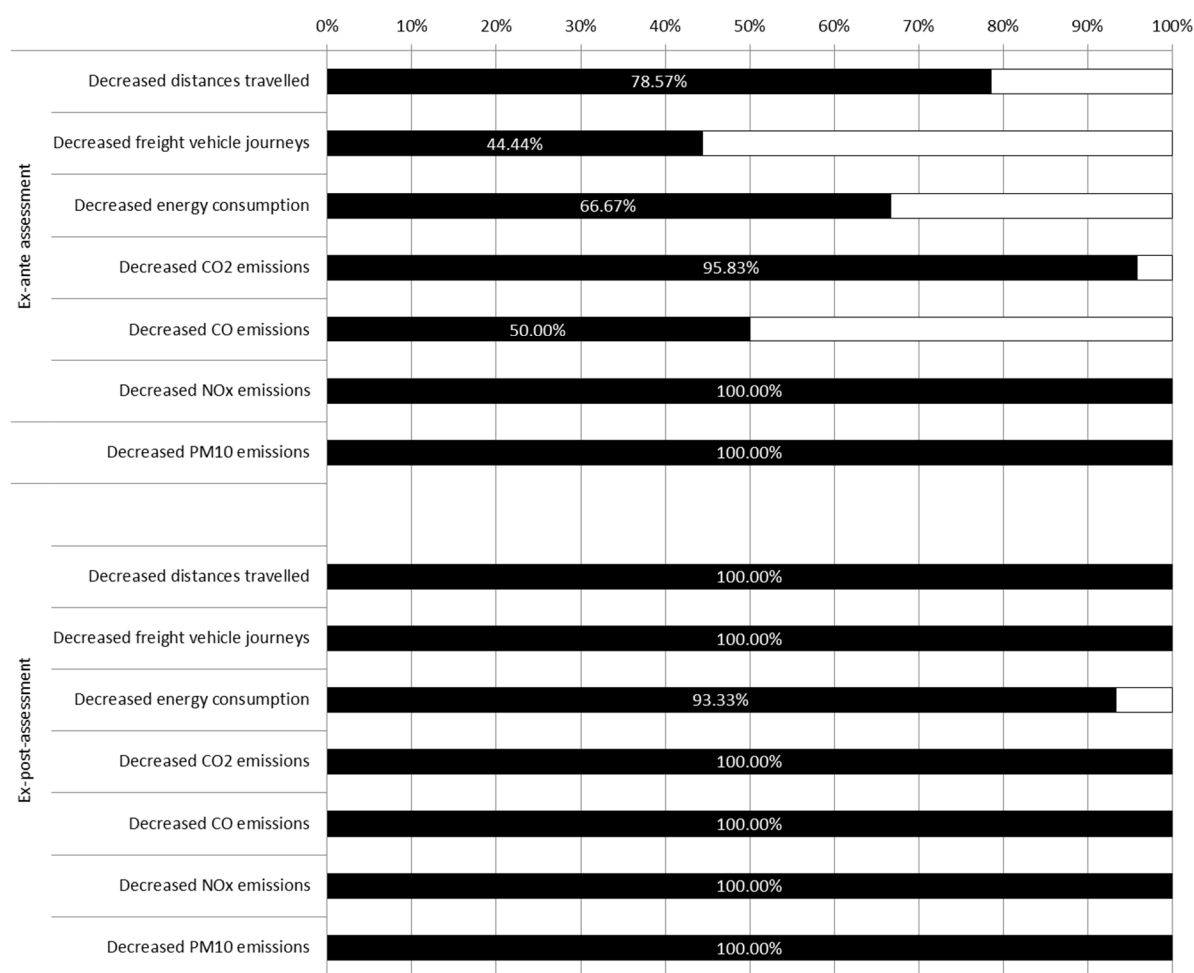 0% 10% 20% 30% 40% 50% 60% 70% 80% 90% 100%
Ex-ante assessment
Decreased distances travelled 78.57%
Decreased freight vehicle journeys 44.44%
Decreased energy consumption 66.67%
Decreased CO2 emissions 95.83%
Decreased CO emissions 50.00%
Decreased NOx emissions 100.00%
Decreased PM10 emissions 100.00%
Ex-post-assessment
Decreased distances travelled 100.00%
Decreased freight vehicle journeys 100.00%
Decreased energy consumption 93.33%
Decreased CO2 emissions 100.00%
Decreased CO emissions 100.00%
Decreased NOx emissions 100.00%
Decreased PM10 emissions 100.00%